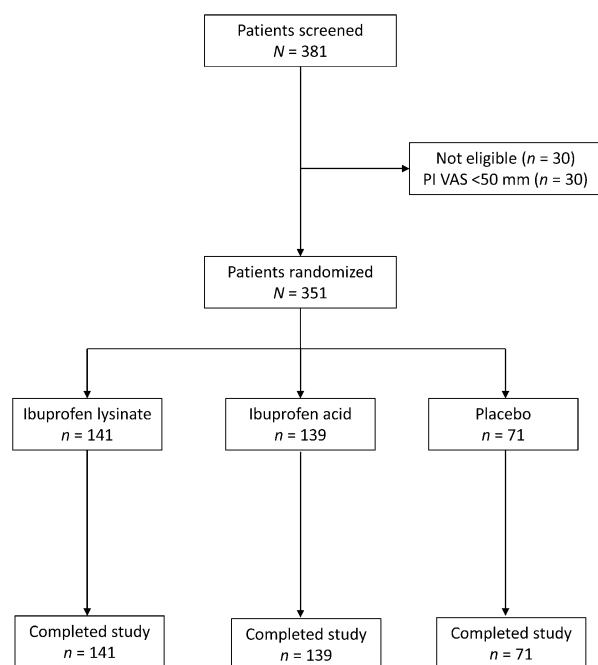 Patients screened
N = 381
Not eligible (n = 30)
PI VAS <50 mm (n = 30)
Patients randomized
N = 351
Ibuprofen lysinate
n = 141
Ibuprofen acid
n = 139
Placebo
n = 71
Completed study
n = 141
Completed study
n = 139
Completed study
n = 71